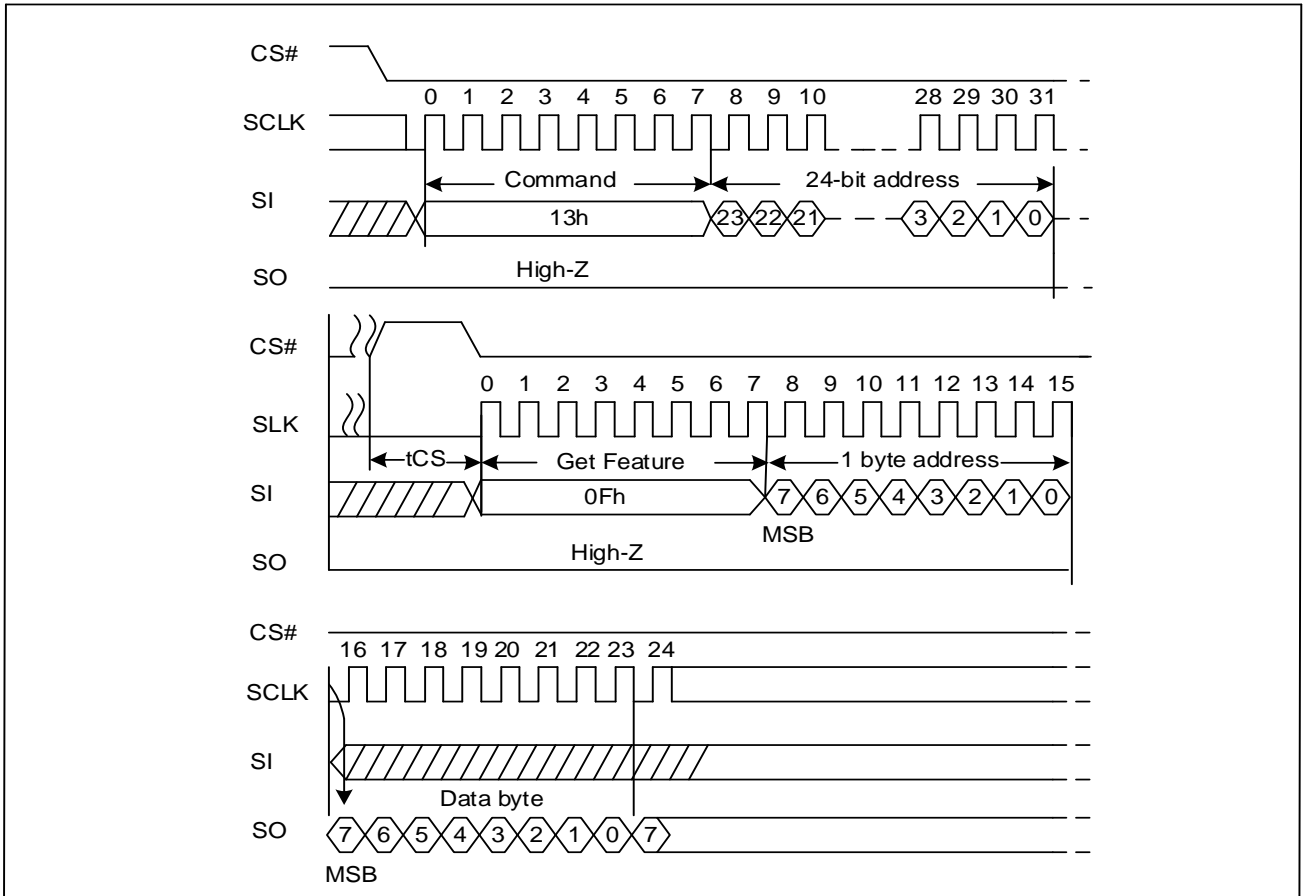 CS#
0 1 2 3 4 5 6 7 8 9 10 28 29 30 31
SCLK
Command 24-bit address
SI
13h 23 22 21 3 2 1 0
High-Z
SO
CS#
0 1 2 3 4 5 6 7 8 9 10 11 12 13 14 15
SLK
tCS Get Feature 1 byte address
SI
0Fh 7 6 5 4 3 2 1 0
MSB
High-Z
SO
CS#
16 17 18 19 20 21 22 23 24
SCLK
SI
Data byte
SO 7 6 5 4 3 2 1 0 7
MSB